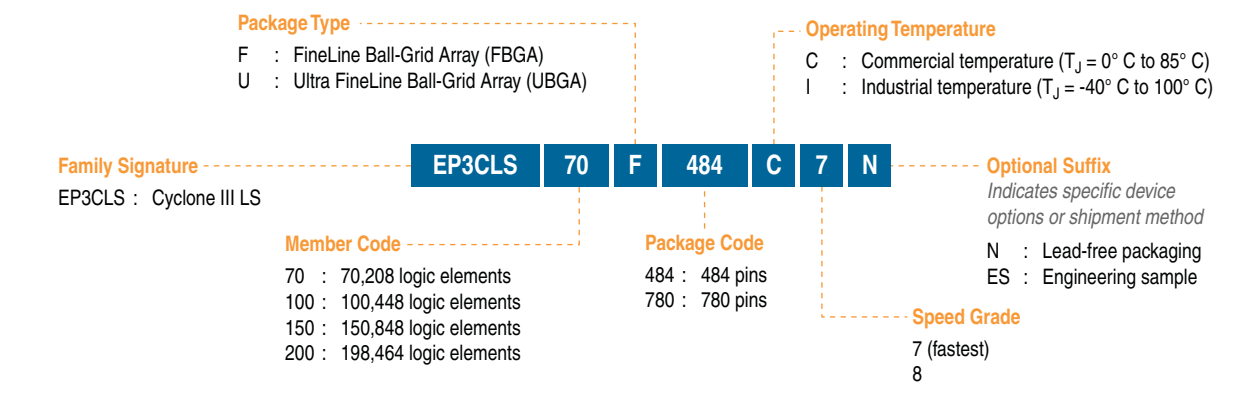 Package Type
F : FineLine Ball-Grid Array (FBGA)
U : Ultra FineLine Ball-Grid Array (UBGA)
Operating Temperature
C : Commercial temperature (TJ = 0° C to 85° C)
I : Industrial temperature (TJ = -40° C to 100° C)
Family Signature
EP3CLS : Cyclone III LS
EP3CLS 70 F 484 C 7 N
Optional Suffix
Indicates specific device
options or shipment method
N : Lead-free packaging
ES : Engineering sample
Member Code
70 : 70,208 logic elements
100 : 100,448 logic elements
150 : 150,848 logic elements
200 : 198,464 logic elements
Package Code
484 : 484 pins
780 : 780 pins
Speed Grade
7 (fastest)
8